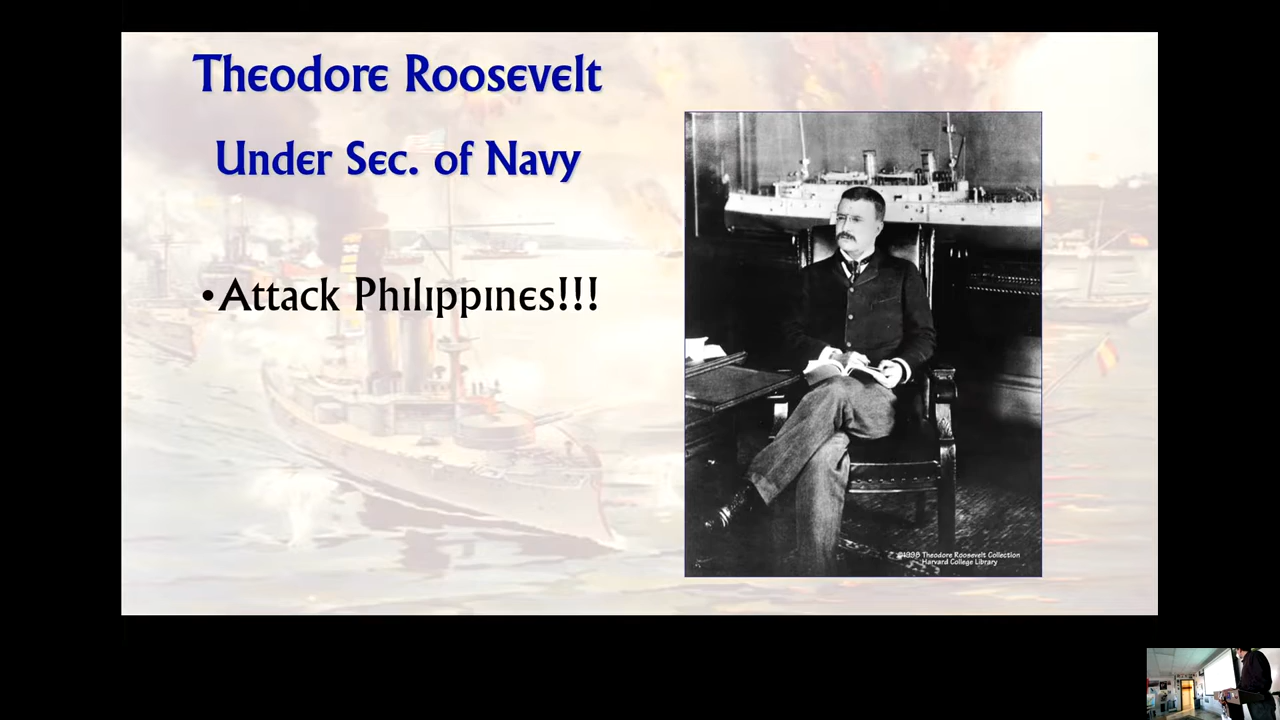 Theodore Roosevelt
Under Sec. of Navy
•Attack Philippines!!!
©1998 Theodore Roosevelt Collection
Harvard College Library